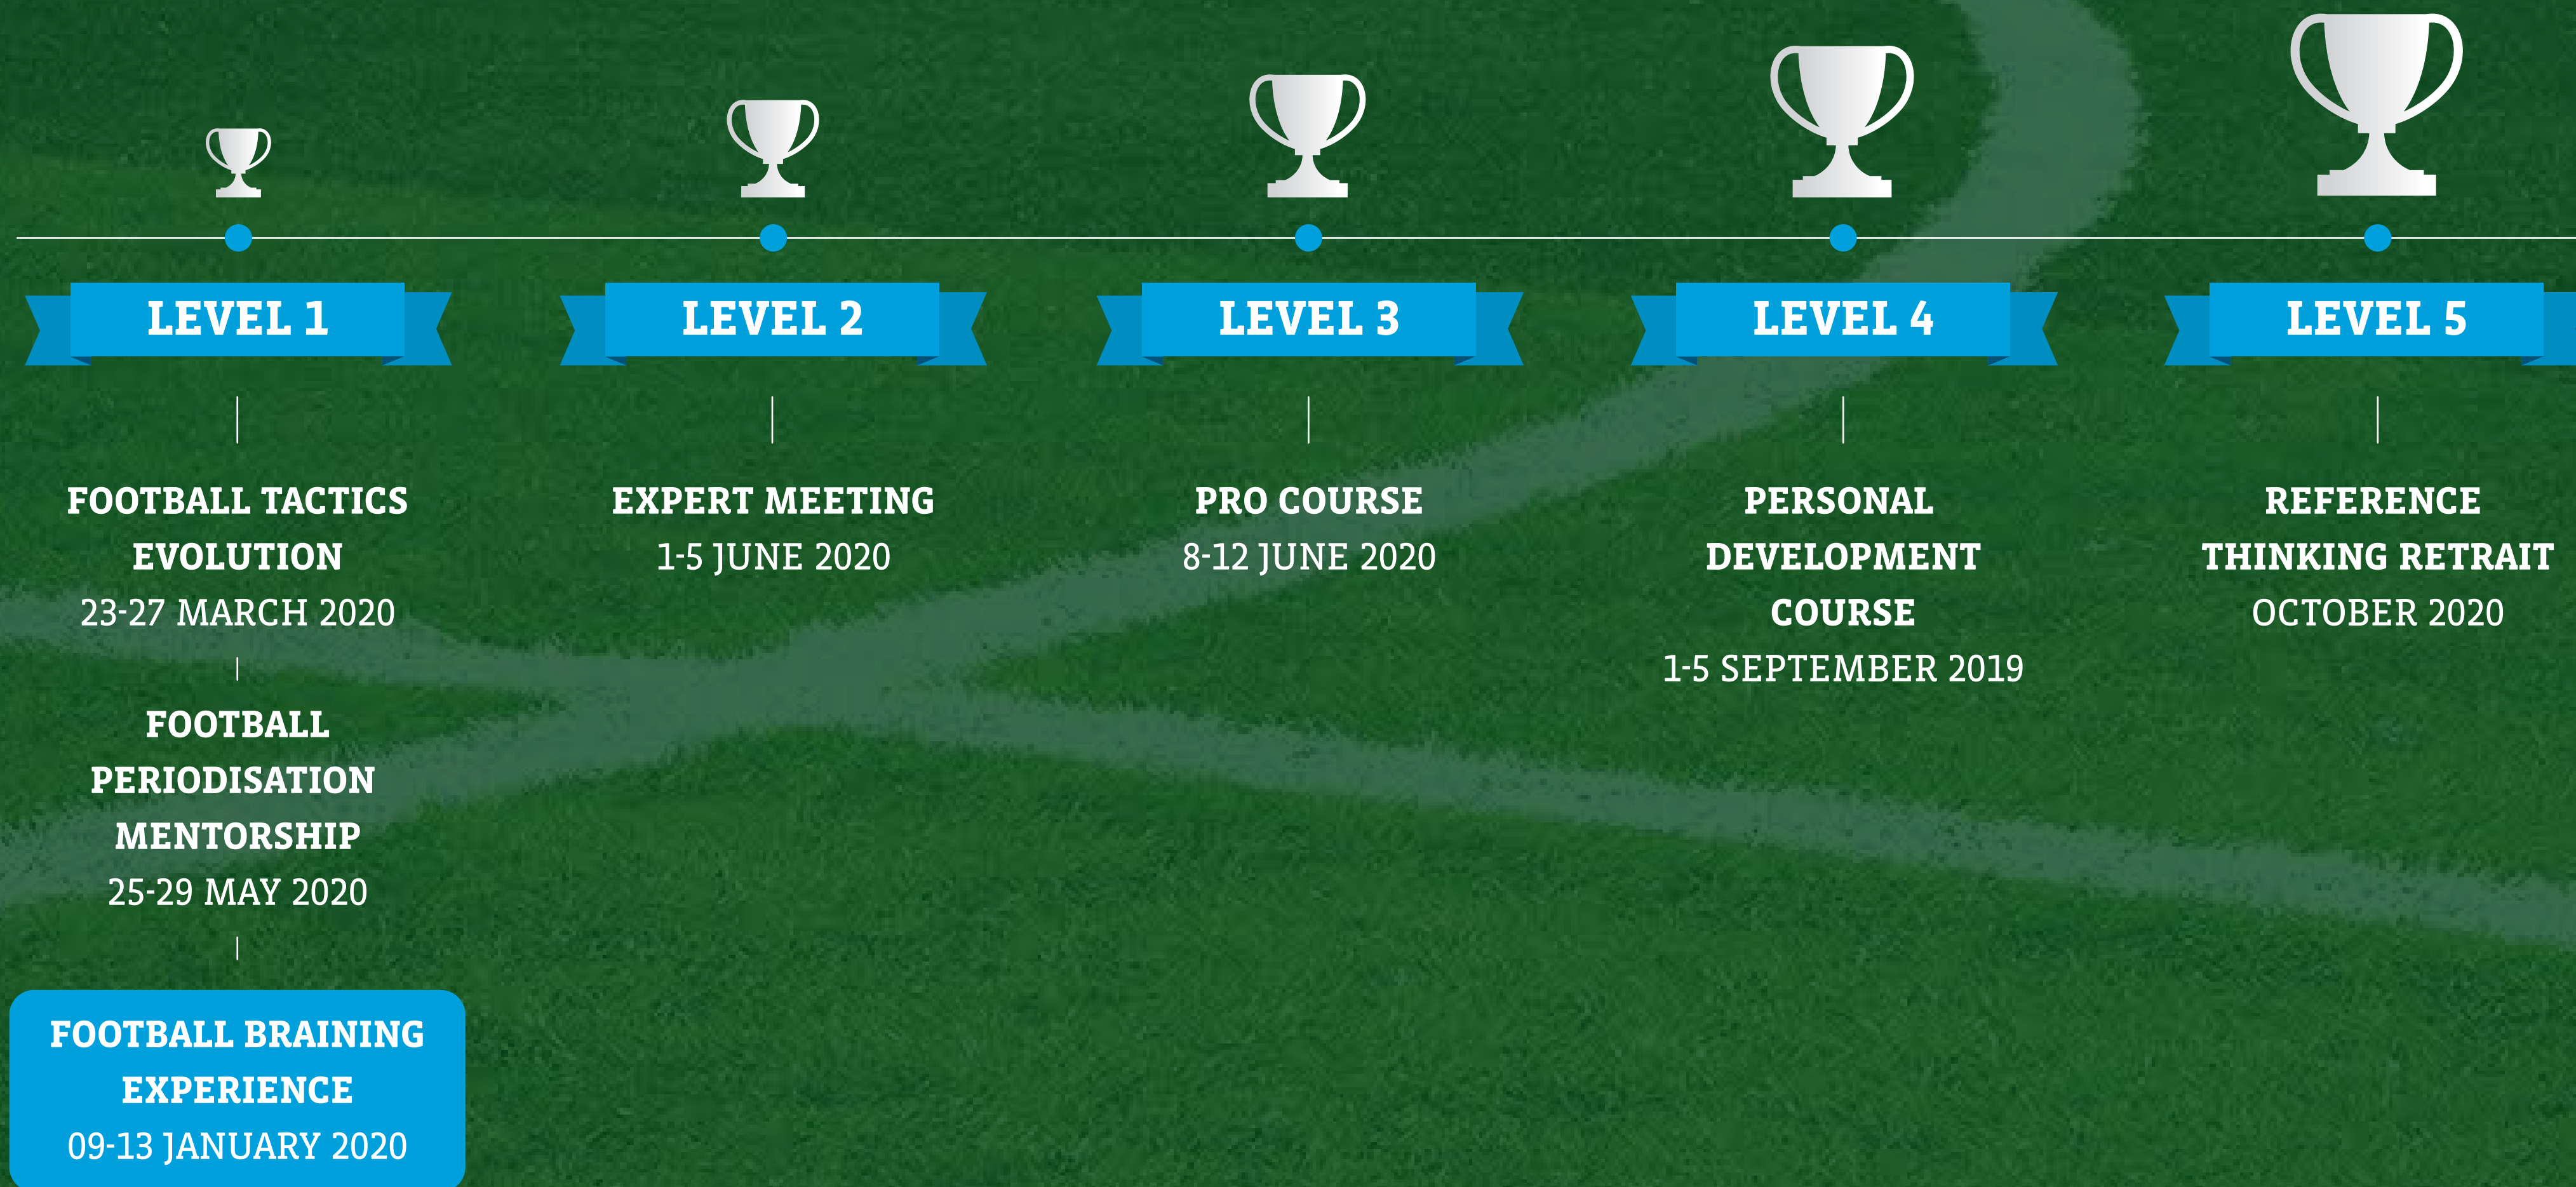 LEVEL 1
FOOTBALL TACTICS
EVOLUTION
23-27 MARCH 2020
FOOTBALL
PERIODISATION
MENTORSHIP
25-29 MAY 2020
FOOTBALL BRAINING
EXPERIENCE
09-13 JANUARY 2020
LEVEL 2
EXPERT MEETING
1-5 JUNE 2020
LEVEL 3
PRO COURSE
8-12 JUNE 2020
LEVEL 4
PERSONAL
DEVELOPMENT
COURSE
1-5 SEPTEMBER 2019
LEVEL 5
REFERENCE
THINKING RETRAIT
OCTOBER 2020